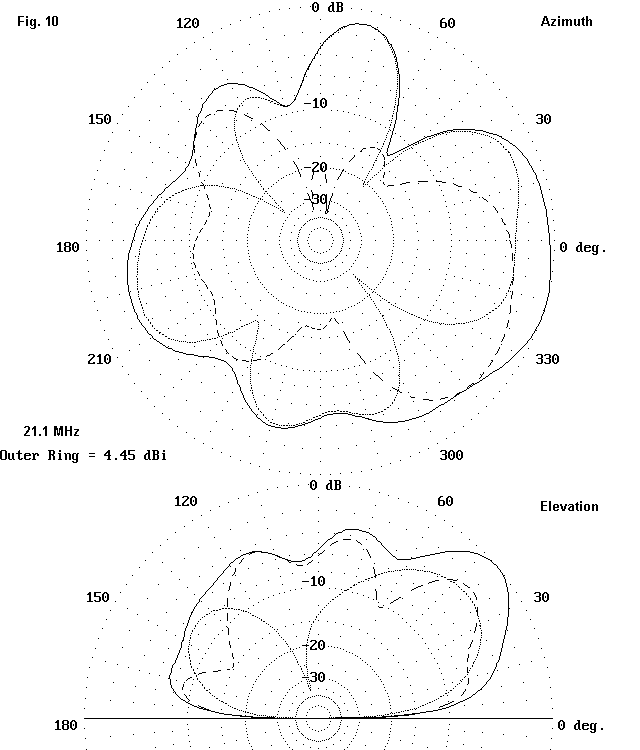 0 dB
Fig. 10
120
60
Azimuth
-10
150
30
-20
-30
180
0 deg.
210
330
21.1 MHz
Outer Ring = 4.45 dBi
300
0 dB
120
60
Elevation
-10
150
30
-20
-30
180
0 deg.